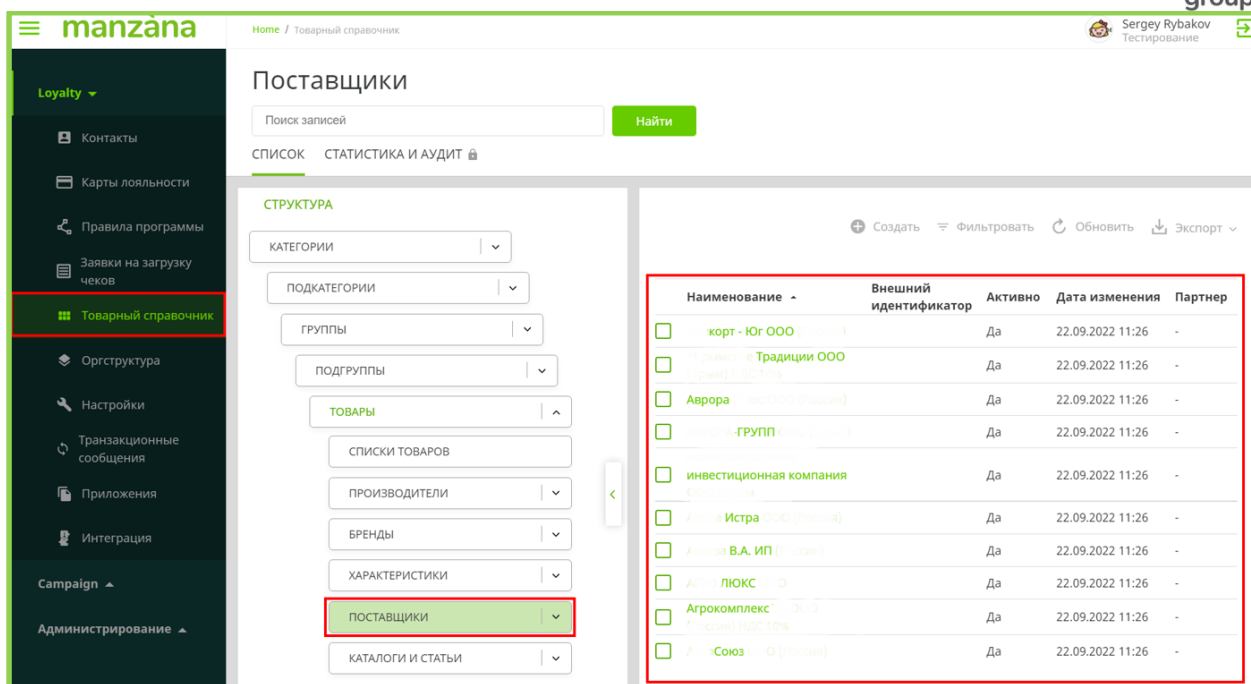 group
manzàna
Home / Товарный справочник
Sergey Rybakov
Тестирование
Loyalty
Контакты
Карты лояльности
Правила программы
Заявки на загрузку
чеков
Товарный справочник
Оргструктура
Настройки
Транзакционные
сообщения
Приложения
Интеграция
Campaign
Администрирование
Поставщики
Поиск записей
Найти
СПИСОК СТАТИСТИКА И АУДИТ
СТРУКТУРА
КАТЕГОРИИ
ПОДКАТЕГОРИИ
ГРУППЫ
ПОДГРУППЫ
ТОВАРЫ
СПИСКИ ТОВАРОВ
ПРОИЗВОДИТЕЛИ
БРЕНДЫ
ХАРАКТЕРИСТИКИ
ПОСТАВЩИКИ
КАТАЛОГИ И СТАТЬИ
Создать Фильтровать Обновить Экспорт
Наименование Внешний идентификатор Активно Дата изменения Партнер
корт - Юг ООО Да 22.09.2022 11:26 -
Традиции ООО Да 22.09.2022 11:26 -
Аврора Да 22.09.2022 11:26 -
-ГРУПП Да 22.09.2022 11:26 -
инвестиционная компания Да 22.09.2022 11:26 -
Истра Да 22.09.2022 11:26 -
В.А. ИП Да 22.09.2022 11:26 -
ЛЮКС Да 22.09.2022 11:26 -
Агрокомплекс Да 22.09.2022 11:26 -
Союз Да 22.09.2022 11:26 -